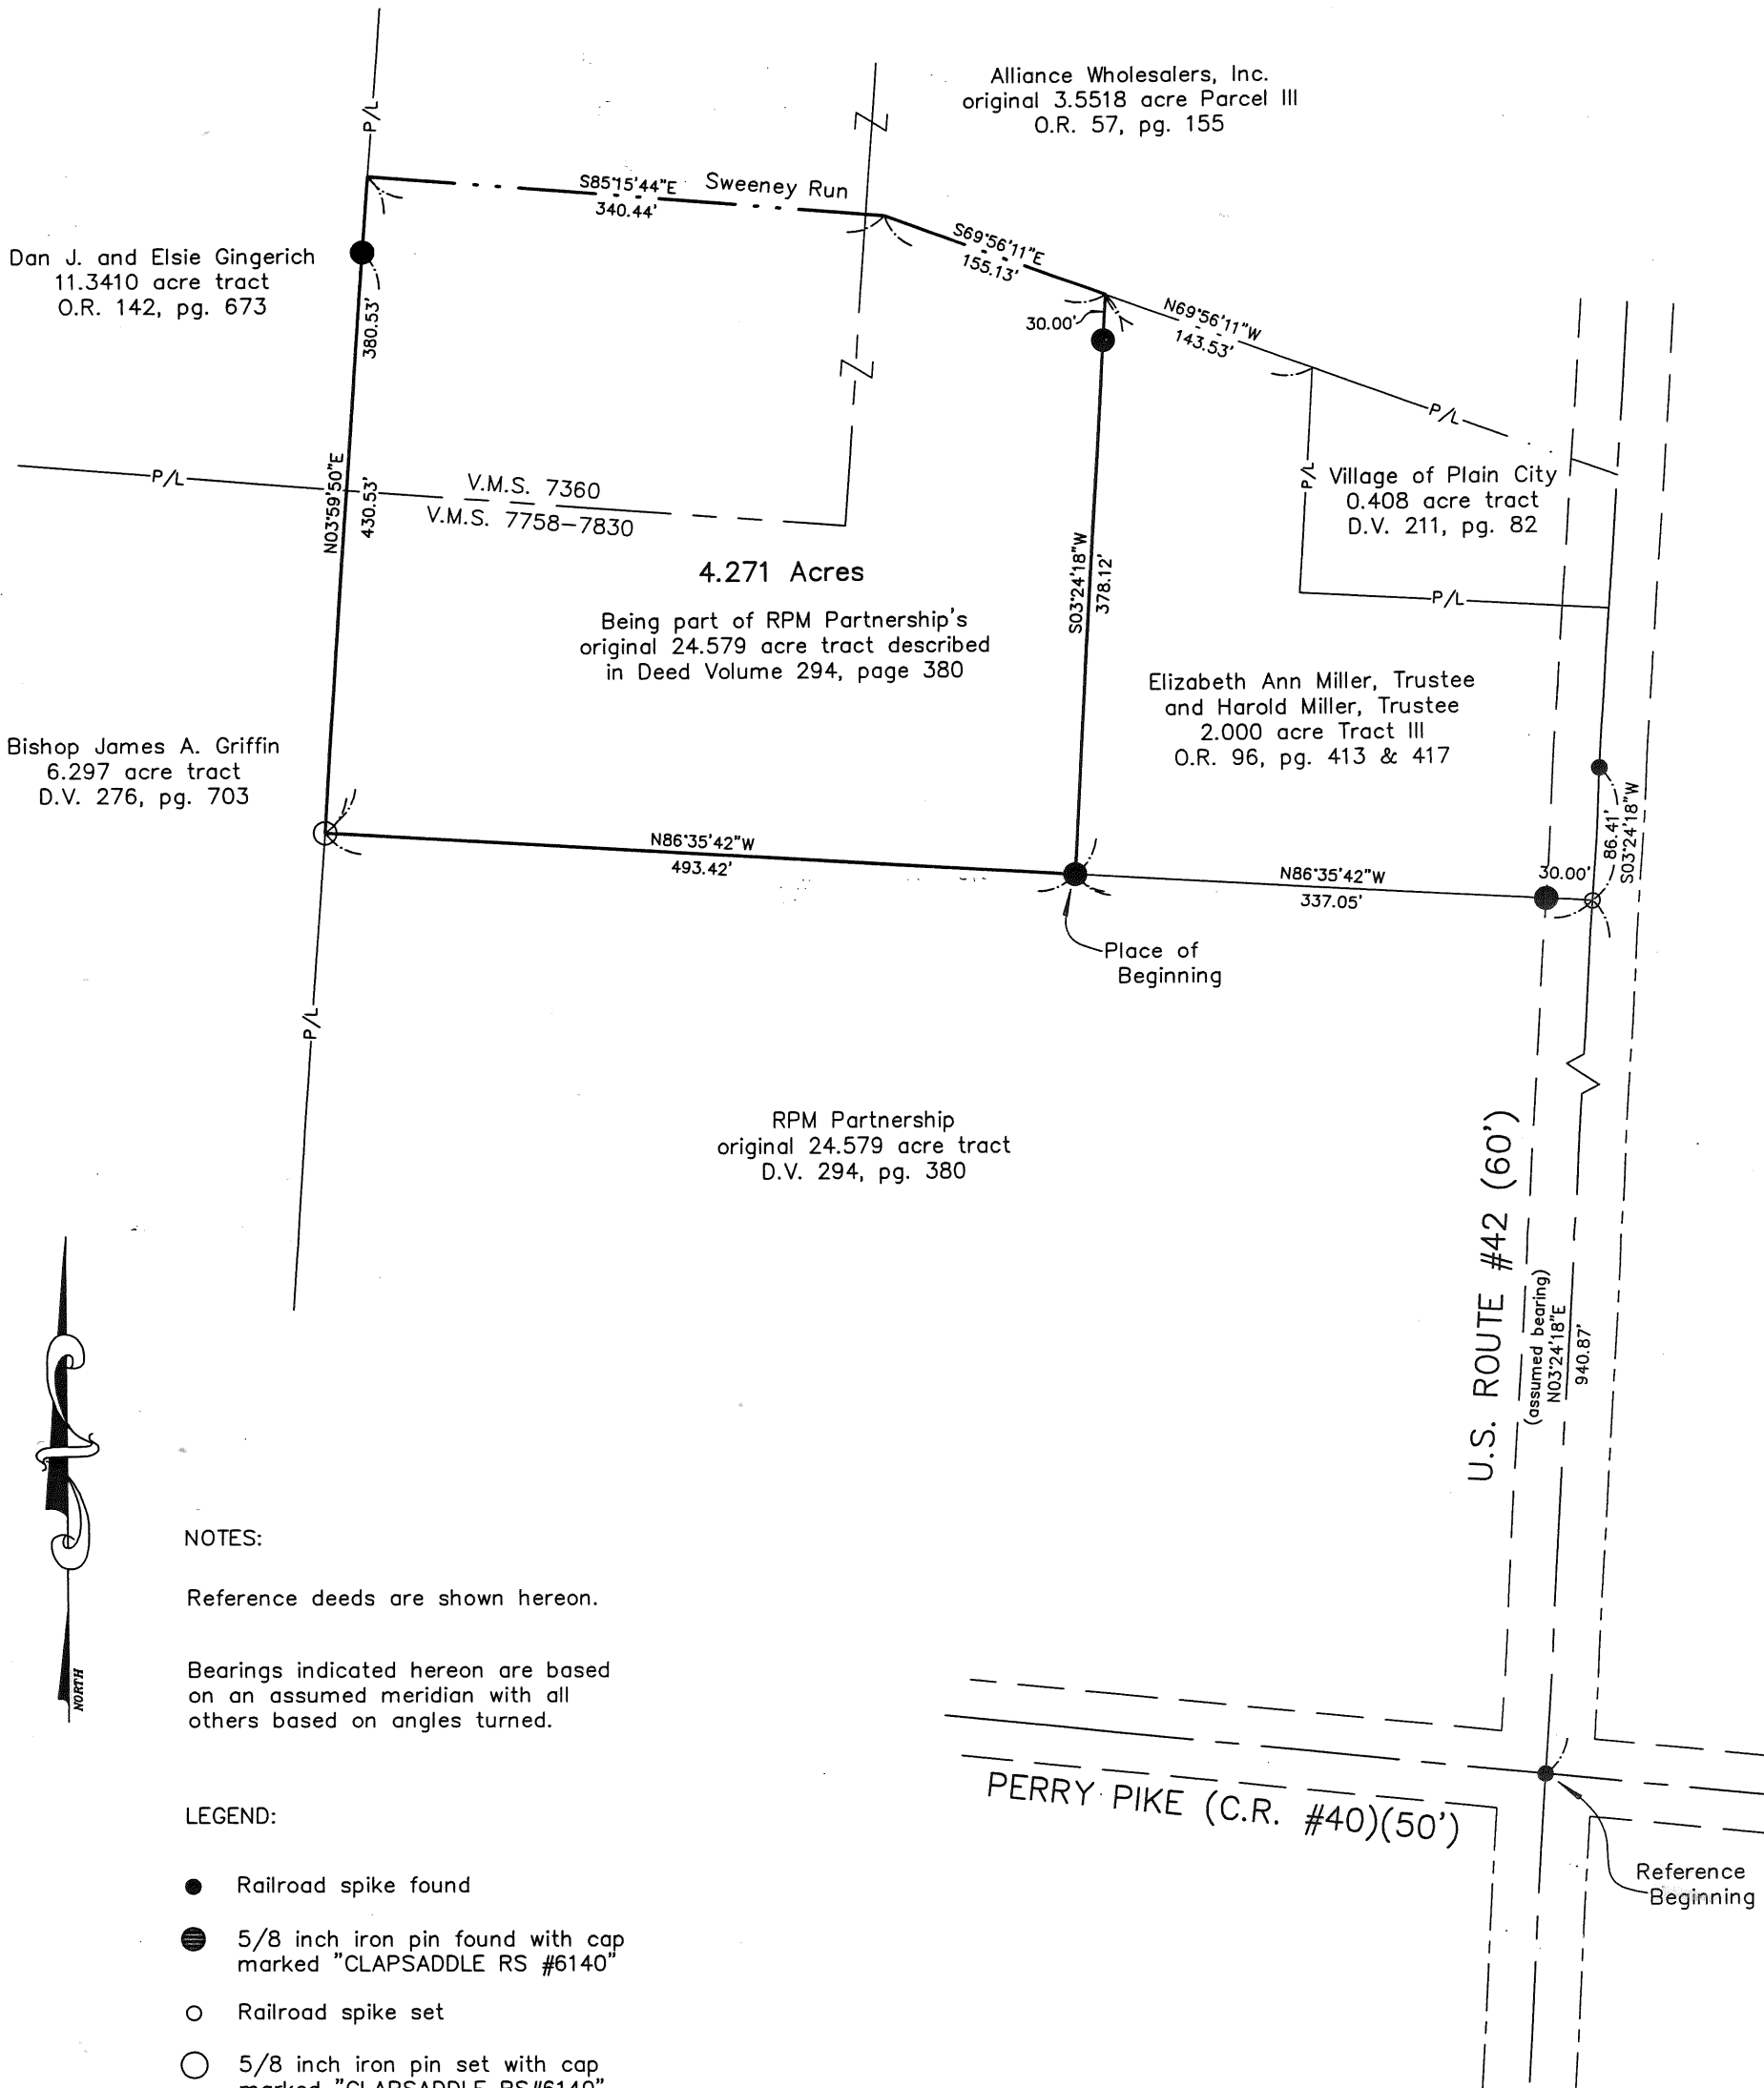 Alliance Wholesalers, Inc.
original 3.5518 acre Parcel III
O.R. 57, pg. 155
P/L
S85°15'44"E
340.44'
Sweeney Run
S69°56'11"E
155.13'
N69°56'11"W
143.53'
30.00'
P/L
Dan J. and Elsie Gingerich
11.3410 acre tract
O.R. 142, pg. 673
380.53'
N03°59'50"E
430.53'
P/L
V.M.S. 7360
V.M.S. 7758-7830
P/L
Village of Plain City
0.408 acre tract
D.V. 211, pg. 82
P/L
4.271 Acres
Being part of RPM Partnership's
original 24.579 acre tract described
in Deed Volume 294, page 380
S03°24'18"W
378.12'
Elizabeth Ann Miller, Trustee
and Harold Miller, Trustee
2.000 acre Tract III
O.R. 96, pg. 413 & 417
Bishop James A. Griffin
6.297 acre tract
D.V. 276, pg. 703
N86°35'42"W
493.42'
N86°35'42"W
337.05'
30.00'
86.41'
S03°24'18"W
Place of
Beginning
P/L
RPM Partnership
original 24.579 acre tract
D.V. 294, pg. 380
U.S. ROUTE #42 (60')
(assumed bearing)
N03°24'18"E
940.87'
NORTH
NOTES:
Reference deeds are shown hereon.
Bearings indicated hereon are based
on an assumed meridian with all
others based on angles turned.
PERRY PIKE (C.R. #40)(50')
Reference
Beginning
LEGEND:
Railroad spike found
5/8 inch iron pin found with cap
marked "CLAPSADDLE RS #6140"
Railroad spike set
5/8 inch iron pin set with cap
marked "CLAPSADDLE RS#6140"